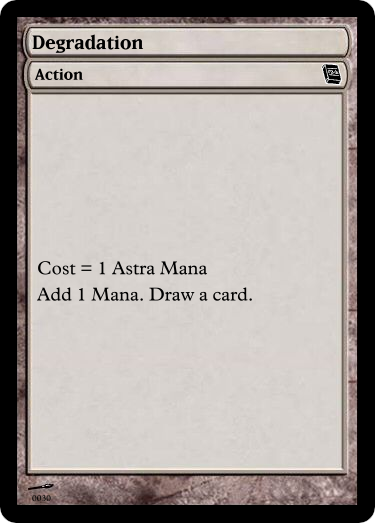 Degradation
Action
Cost = 1 Astra Mana
Add 1 Mana. Draw a card.
0030